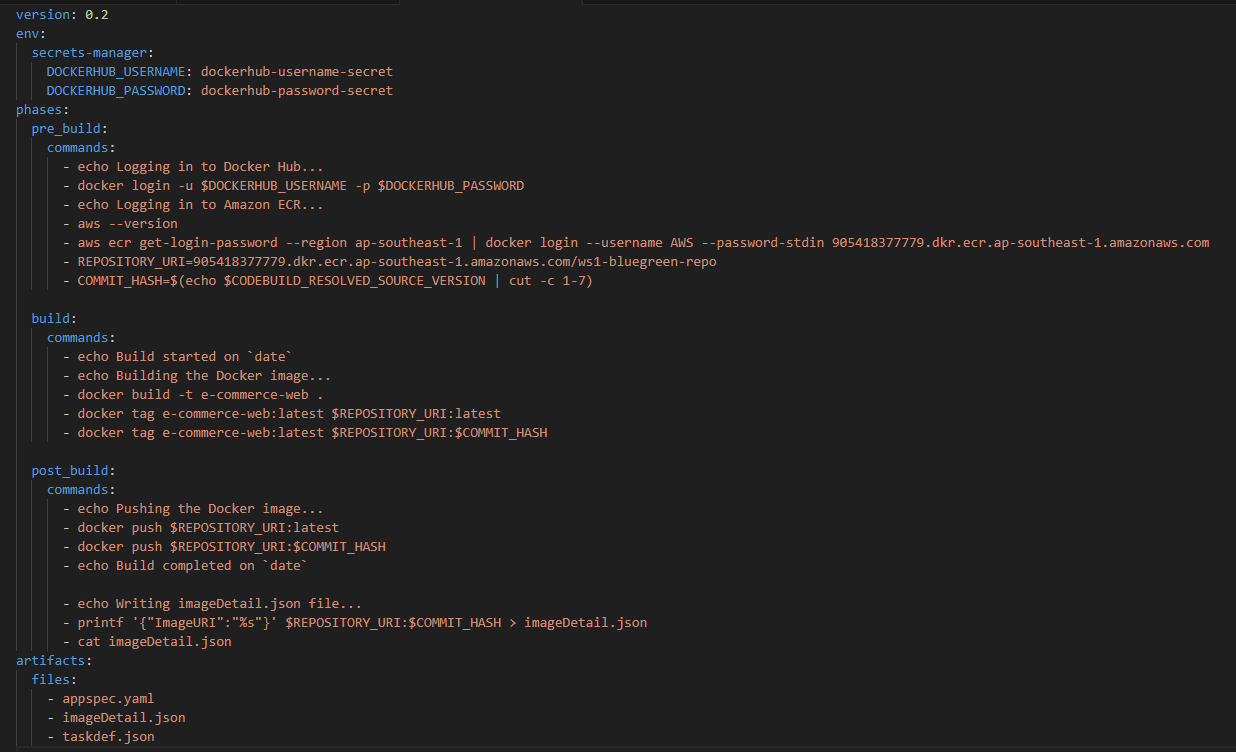 version: 0.2
env:
  secrets-manager:
    DOCKERHUB_USERNAME: dockerhub-username-secret
    DOCKERHUB_PASSWORD: dockerhub-password-secret
phases:
  pre_build:
    commands:
      - echo Logging in to Docker Hub...
      - docker login -u $DOCKERHUB_USERNAME -p $DOCKERHUB_PASSWORD
      - echo Logging in to Amazon ECR...
      - aws --version
      - aws ecr get-login-password --region ap-southeast-1 | docker login --username AWS --password-stdin 905418377779.dkr.ecr.ap-southeast-1.amazonaws.com
      - REPOSITORY_URI=905418377779.dkr.ecr.ap-southeast-1.amazonaws.com/ws1-bluegreen-repo
      - COMMIT_HASH=$(echo $CODEBUILD_RESOLVED_SOURCE_VERSION | cut -c 1-7)
  build:
    commands:
      - echo Build started on `date`
      - echo Building the Docker image...
      - docker build -t e-commerce-web .
      - docker tag e-commerce-web:latest $REPOSITORY_URI:latest
      - docker tag e-commerce-web:latest $REPOSITORY_URI:$COMMIT_HASH
  post_build:
    commands:
      - echo Pushing the Docker image...
      - docker push $REPOSITORY_URI:latest
      - docker push $REPOSITORY_URI:$COMMIT_HASH
      - echo Build completed on `date`
      - echo Writing imageDetail.json file...
      - printf '{"ImageURI":"%s"}' $REPOSITORY_URI:$COMMIT_HASH > imageDetail.json
      - cat imageDetail.json
artifacts:
  files:
    - appspec.yaml
    - imageDetail.json
    - taskdef.json